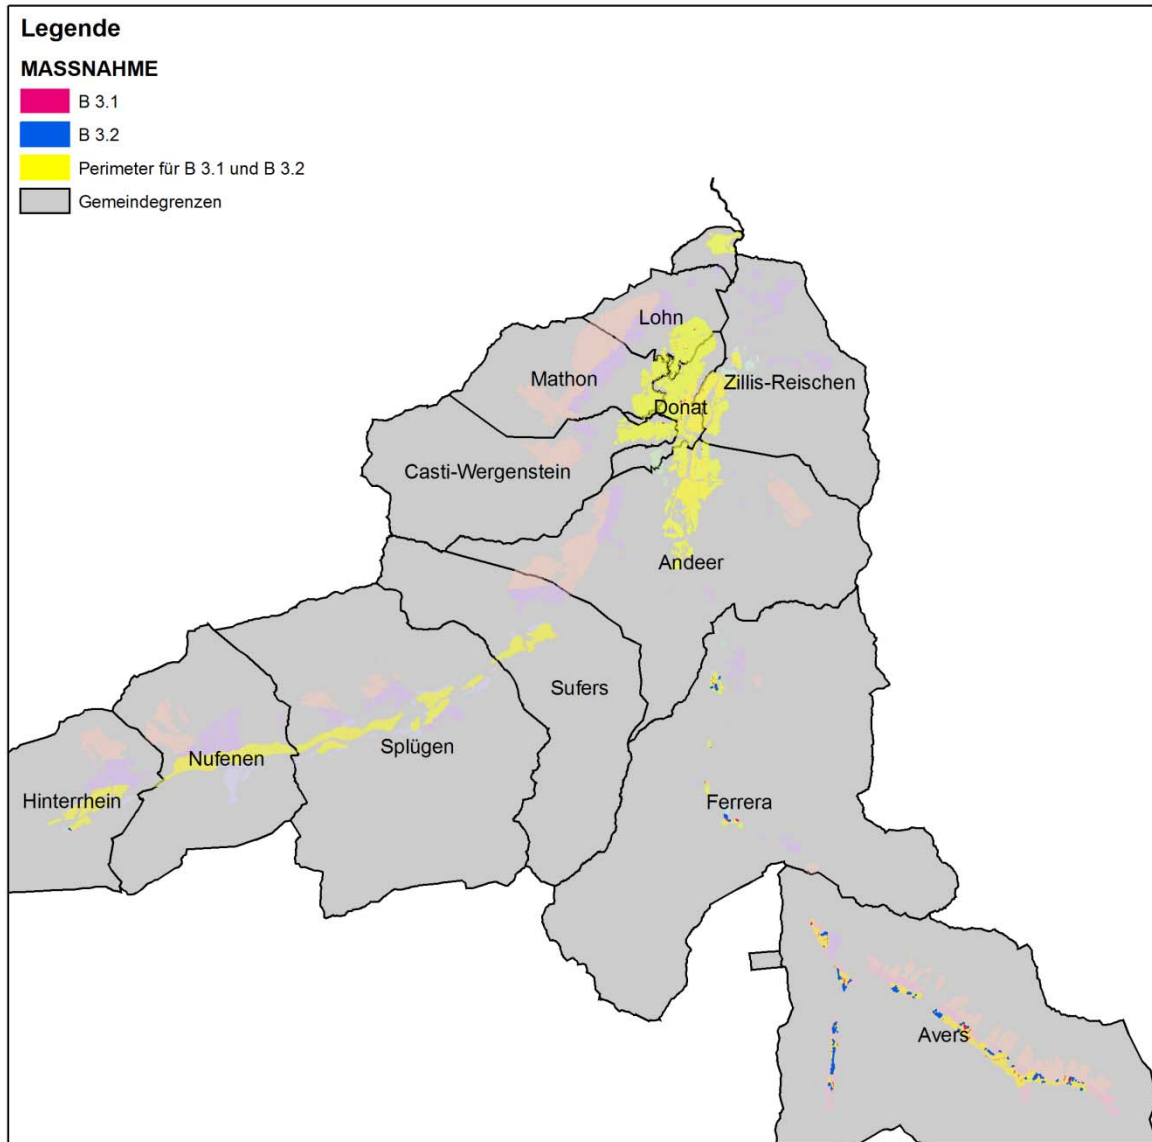 Legende
MASSNAHME
B 3.1
B 3.2
Perimeter für B 3.1 und B 3.2
Gemeindegrenzen
Lohn
Mathon
Zillis-Reischen
Donat
Casti-Wergenstein
Andeer
Sufers
Splügen
Nufenen
Hinterrhein
Ferrera
Avers